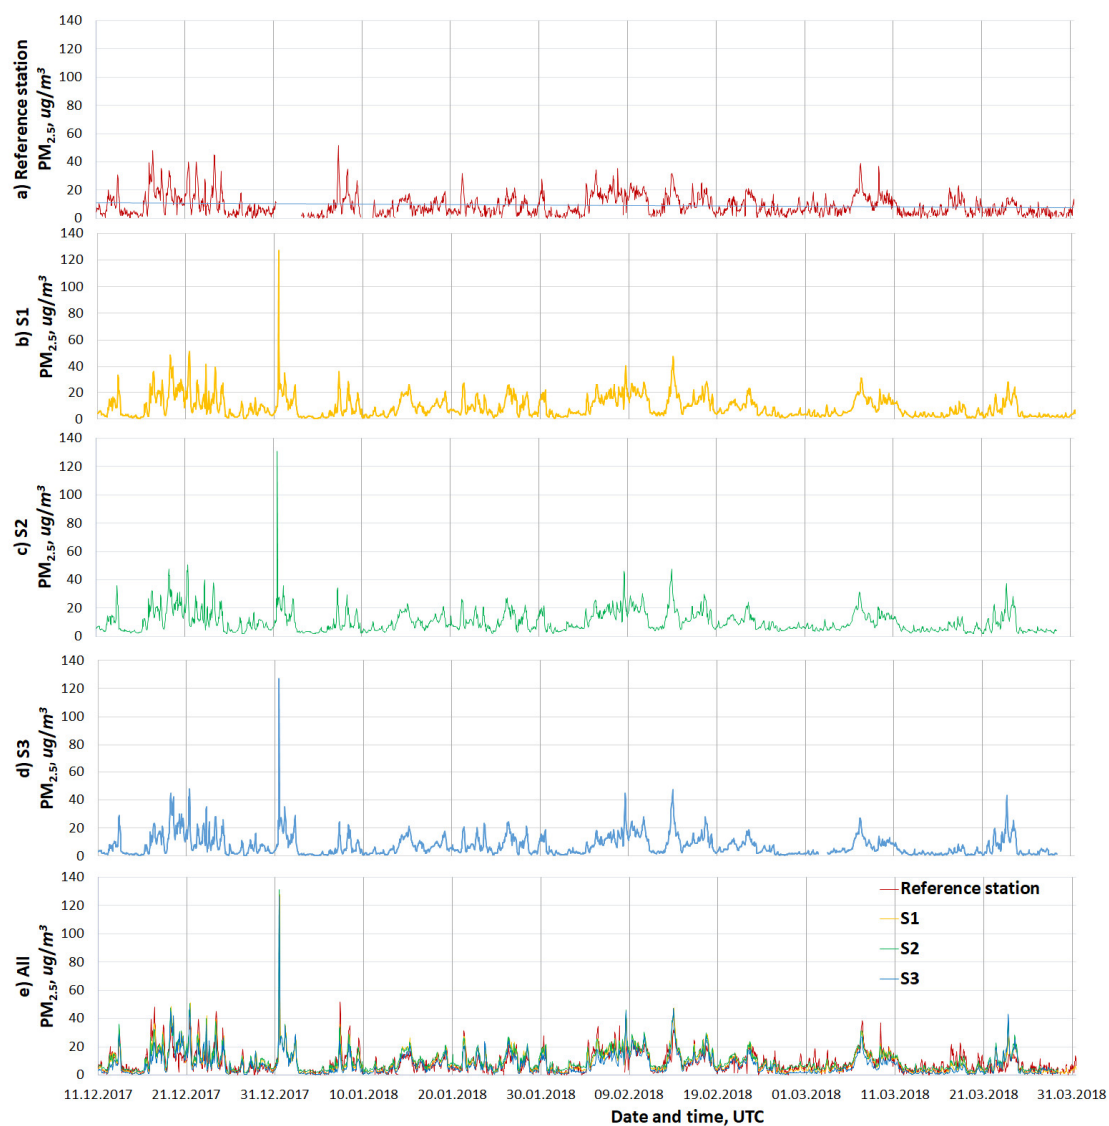 a) Reference station
PM2.5, ug/m³
140
120
100
80
60
40
20
0
b) S1
PM2.5, ug/m³
140
120
100
80
60
40
20
0
c) S2
PM2.5, ug/m³
140
120
100
80
60
40
20
0
d) S3
PM2.5, ug/m³
140
120
100
80
60
40
20
0
e) All
PM2.5, ug/m³
140
120
100
80
60
40
20
0
Reference station
S1
S2
S3
11.12.2017 21.12.2017 31.12.2017 10.01.2018 20.01.2018 30.01.2018 09.02.2018 19.02.2018 01.03.2018 11.03.2018 21.03.2018 31.03.2018
Date and time, UTC